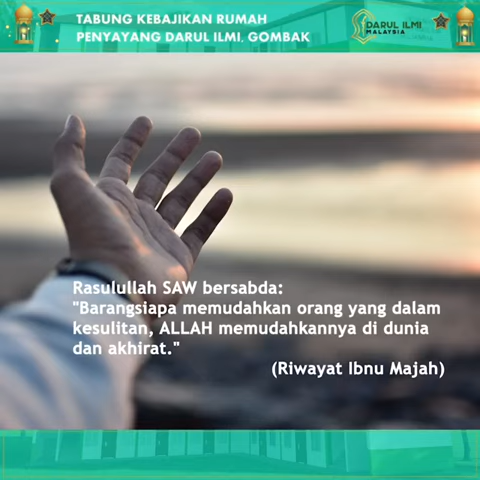 TABUNG KEBAJIKAN RUMAH
PENYAYANG DARUL ILMI, GOMBAK
DARUL ILMI
MALAYSIA
Rasulullah SAW bersabda:
"Barangsiapa memudahkan orang yang dalam
kesulitan, ALLAH memudahkannya di dunia
dan akhirat."
(Riwayat Ibnu Majah)